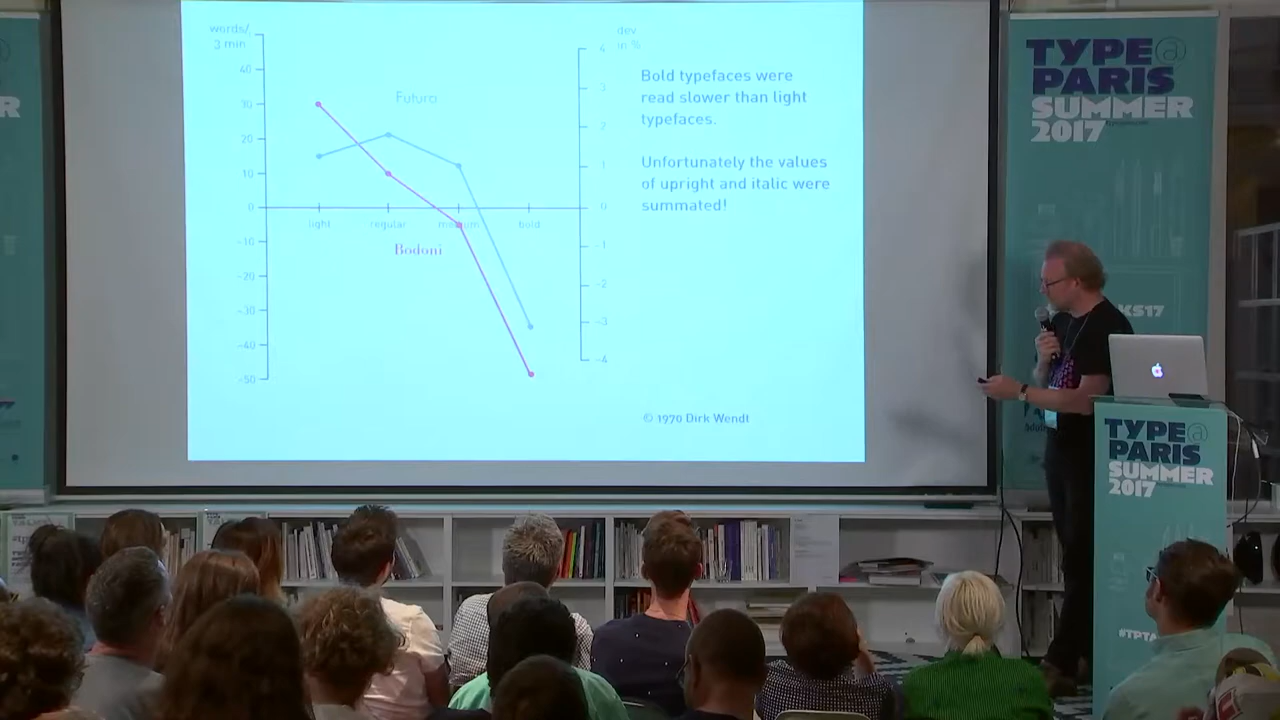 words/
3 min
40
30
20
10
0
-10
-20
-30
-40
-50
Futura
light
regular
medium
bold
Bodoni
dev.
in %
4
3
2
1
0
-1
-2
-3
-4
Bold typefaces were
read slower than light
typefaces.
Unfortunately the values
of upright and italic were
summated!
© 1970 Dirk Wendt
TYPE@
PARIS
SUMMER
2017
KS17
TYPE@
PARIS
SUMMER
2017
#TPTA
R